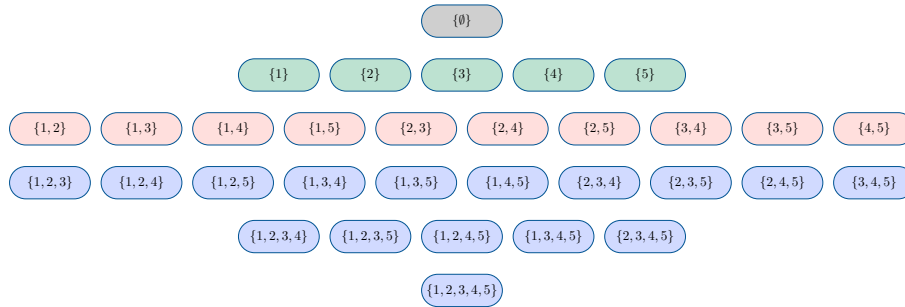 {∅}
{1} {2} {3} {4} {5}
{1, 2} {1, 3} {1, 4} {1, 5} {2, 3} {2, 4} {2, 5} {3, 4} {3, 5} {4, 5}
{1, 2, 3} {1, 2, 4} {1, 2, 5} {1, 3, 4} {1, 3, 5} {1, 4, 5} {2, 3, 4} {2, 3, 5} {2, 4, 5} {3, 4, 5}
{1, 2, 3, 4} {1, 2, 3, 5} {1, 2, 4, 5} {1, 3, 4, 5} {2, 3, 4, 5}
{1, 2, 3, 4, 5}